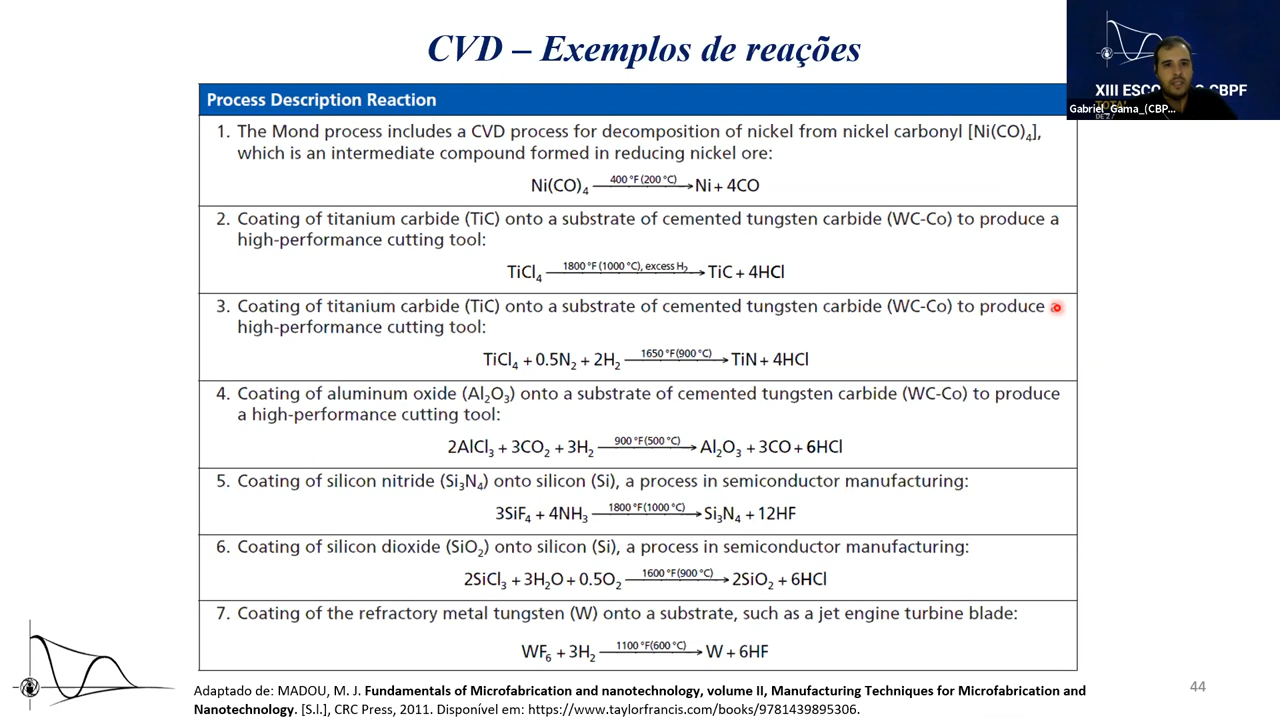 CVD – Exemplos de reações
XIII ESCO CBPF
Gabriel_Gama_(CBP...
Process Description Reaction
1. The Mond process includes a CVD process for decomposition of nickel from nickel carbonyl [Ni(CO)₄],
which is an intermediate compound formed in reducing nickel ore:
Ni(CO)₄ 400 °F (200 °C) → Ni + 4CO
2. Coating of titanium carbide (TiC) onto a substrate of cemented tungsten carbide (WC-Co) to produce a
high-performance cutting tool:
TiCl₄ 1800 °F (1000 °C), excess H₂ → TiC + 4HCl
3. Coating of titanium carbide (TiC) onto a substrate of cemented tungsten carbide (WC-Co) to produce
high-performance cutting tool:
TiCl₄ + 0.5N₂ + 2H₂ 1650 °F (900 °C) → TiN + 4HCl
4. Coating of aluminum oxide (Al₂O₃) onto a substrate of cemented tungsten carbide (WC-Co) to produce
a high-performance cutting tool:
2AlCl₃ + 3CO₂ + 3H₂ 900 °F (500 °C) → Al₂O₃ + 3CO + 6HCl
5. Coating of silicon nitride (Si₃N₄) onto silicon (Si), a process in semiconductor manufacturing:
3SiF₄ + 4NH₃ 1800 °F (1000 °C) → Si₃N₄ + 12HF
6. Coating of silicon dioxide (SiO₂) onto silicon (Si), a process in semiconductor manufacturing:
2SiCl₃ + 3H₂O + 0.5O₂ 1600 °F (900 °C) → 2SiO₂ + 6HCl
7. Coating of the refractory metal tungsten (W) onto a substrate, such as a jet engine turbine blade:
WF₆ + 3H₂ 1100 °F (600 °C) → W + 6HF
Adaptado de: MADOU, M. J. Fundamentals of Microfabrication and nanotechnology, volume II, Manufacturing Techniques for Microfabrication and
Nanotechnology. [S.l.], CRC Press, 2011. Disponível em: https://www.taylorfrancis.com/books/9781439895306.
44